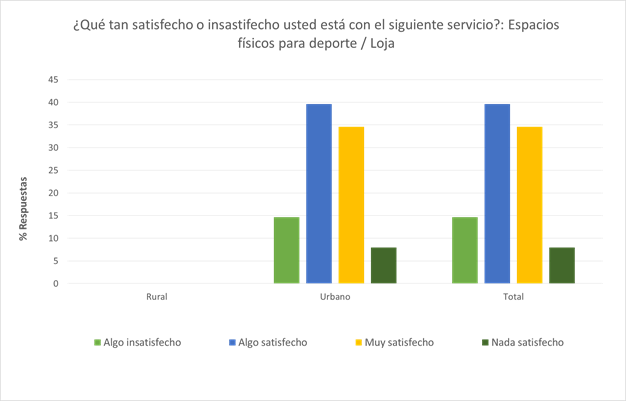 ¿Qué tan satisfecho o insastifecho usted está con el siguiente servicio?: Espacios
físicos para deporte / Loja
45
40
35
30
25
20
15
10
5
0
% Respuestas
Rural Urbano Total
Algo insatisfecho Algo satisfecho Muy satisfecho Nada satisfecho